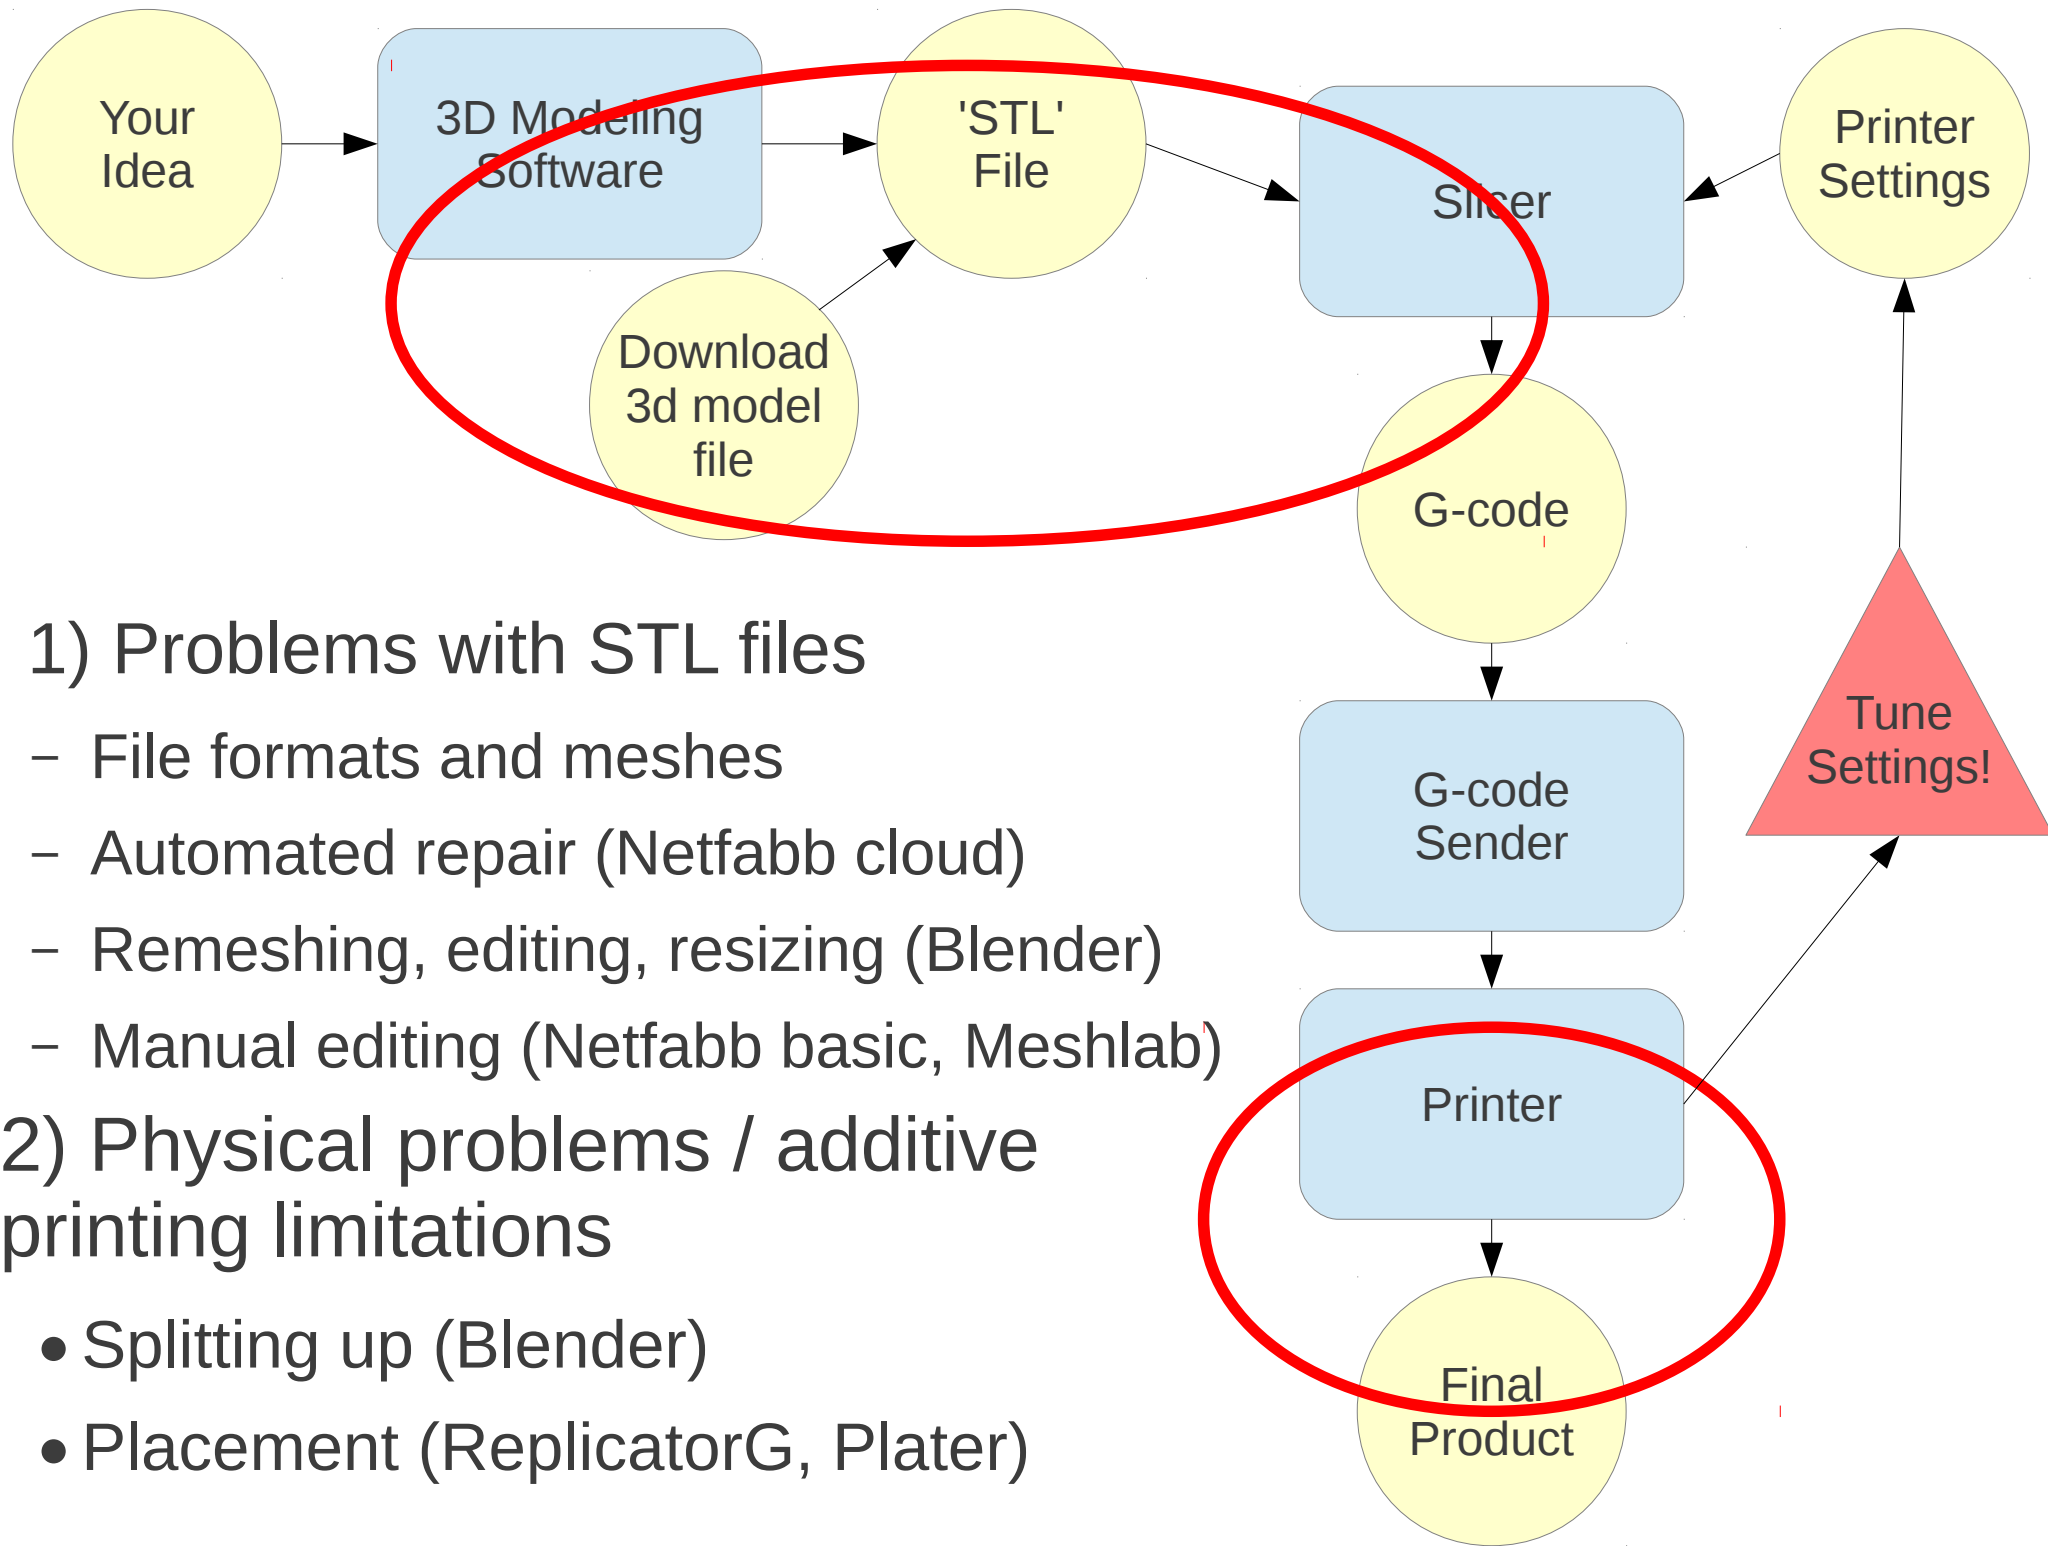 Your
Idea
3D Modeling
Software
'STL'
File
Slicer
Printer
Settings
Download
3d model
file
G-code
Tune
Settings!
G-code
Sender
Printer
Final
Product
1) Problems with STL files
– File formats and meshes
– Automated repair (Netfabb cloud)
– Remeshing, editing, resizing (Blender)
– Manual editing (Netfabb basic, Meshlab)
2) Physical problems / additive
printing limitations
● Splitting up (Blender)
● Placement (ReplicatorG, Plater)